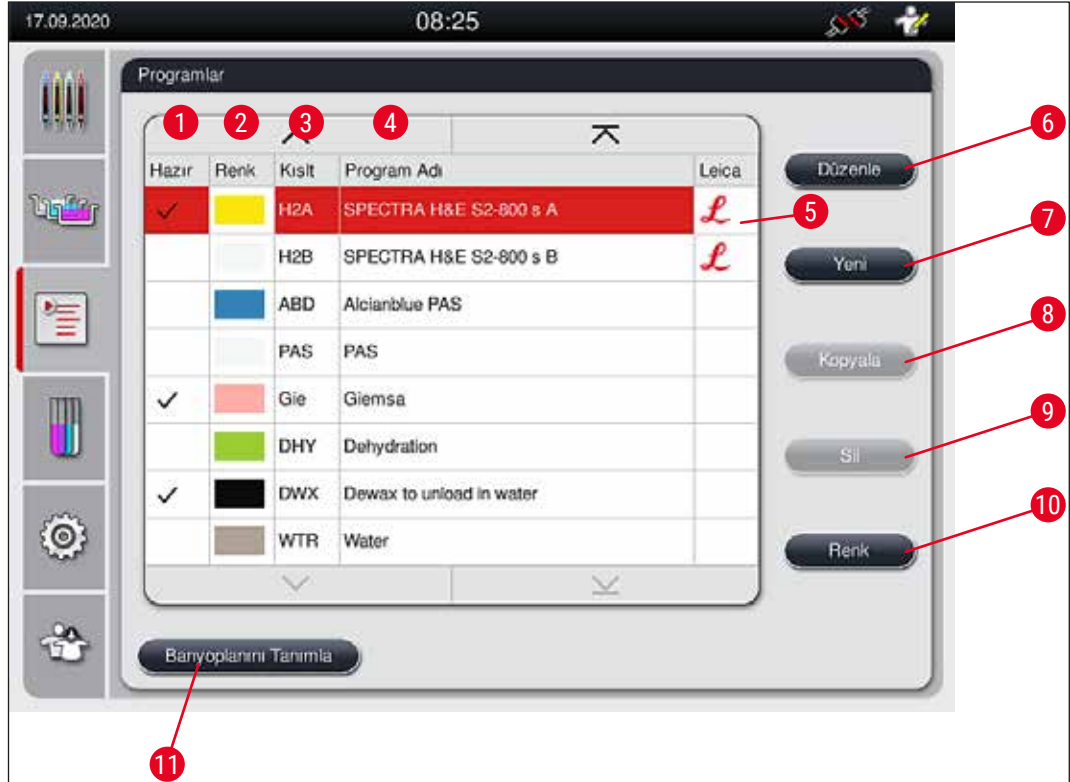 17.09.2020 08:25
Programlar
1 2 3 4
Hazır Renk Kıslt Program Adı Leica
H2A SPECTRA H&E S2-800 s A
H2B SPECTRA H&E S2-800 s B
ABD Alcianblue PAS
PAS PAS
Gie Giemsa
DHY Dehydration
DWX Dewax to unload in water
WTR Water
5
Düzenle 6
Yeni 7
Kopyala 8
Sil 9
Renk 10
Banyoplanını Tanımla
11